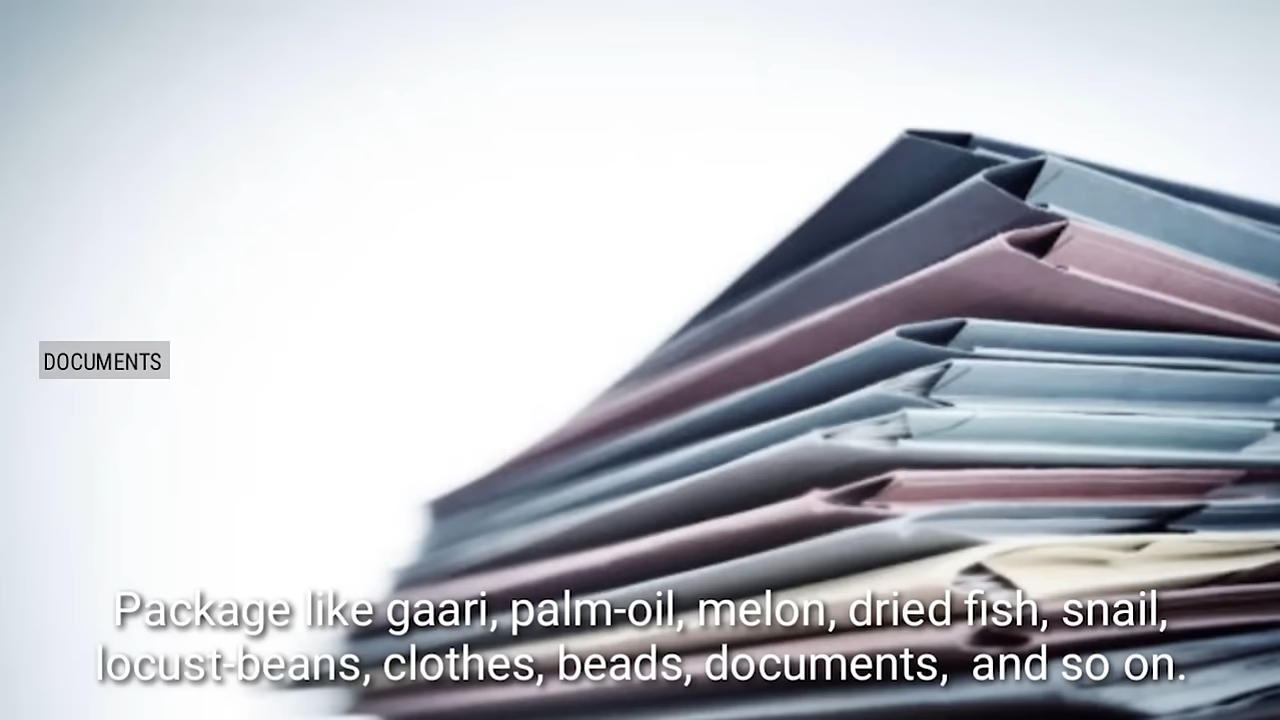 DOCUMENTS
Package like gaari, palm-oil, melon, dried fish, snail,
locust-beans, clothes, beads, documents,  and so on.